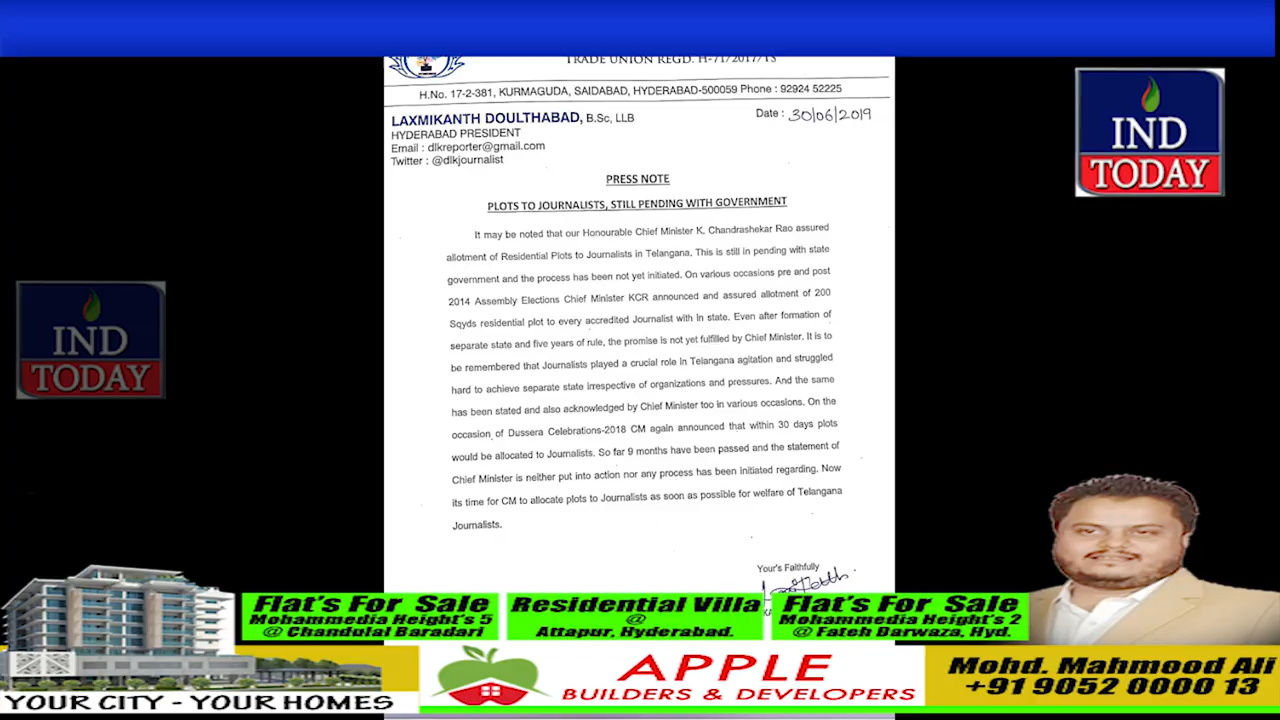 TRADE UNION REGD. H-71/2017/TS
H.No. 17-2-381, KURMAGUDA, SAIDABAD, HYDERABAD-500059 Phone : 92924 52225
LAXMIKANTH DOULTHABAD, B.Sc, LLB
Date : 30/06/2019
HYDERABAD PRESIDENT
Email : dlkreporter@gmail.com
Twitter : @dlkjournalist
PRESS NOTE
PLOTS TO JOURNALISTS, STILL PENDING WITH GOVERNMENT
It may be noted that our Honourable Chief Minister K. Chandrashekar Rao assured
allotment of Residential Plots to Journalists in Telangana. This is still in pending with state
government and the process has been not yet initiated. On various occasions pre and post
2014 Assembly Elections Chief Minister KCR announced and assured allotment of 200
Sqyds residential plot to every accredited Journalist with in state. Even after formation of
separate state and five years of rule, the promise is not yet fulfilled by Chief Minister. It is to
be remembered that Journalists played a crucial role in Telangana agitation and struggled
hard to achieve separate state irrespective of organizations and pressures. And the same
has been stated and also acknowledged by Chief Minister too in various occasions. On the
occasion of Dussera Celebrations-2018 CM again announced that within 30 days plots
would be allocated to Journalists. So far 9 months have been passed and the statement of
Chief Minister is neither put into action nor any process has been initiated regarding. Now
its time for CM to allocate plots to Journalists as soon as possible for welfare of Telangana
Journalists.
Your's Faithfully
IND
TODAY
IND
TODAY
Flat's For Sale
Mohammedia Height's 5
@ Chandulal Baradari
Residential Villa
@
Attapur, Hyderabad.
Flat's For Sale
Mohammedia Height's 2
@ Fateh Darwaza, Hyd.
YOUR CITY - YOUR HOMES
APPLE
BUILDERS & DEVELOPERS
Mohd. Mahmood Ali
+91 9052 0000 13